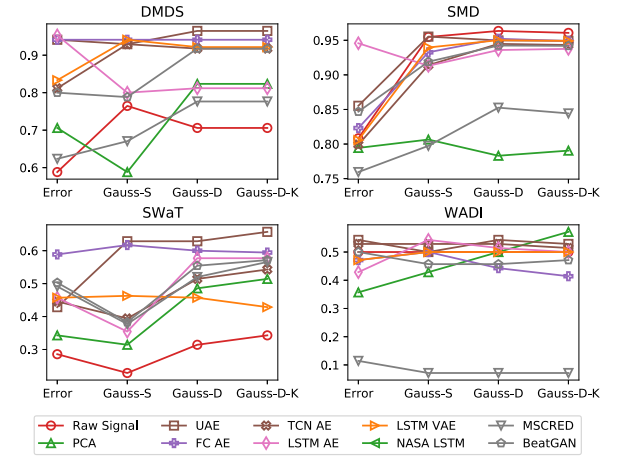 DMDS
0.9
0.8
0.7
0.6
Error Gauss-S Gauss-D Gauss-D-K
SMD
0.95
0.90
0.85
0.80
0.75
Error Gauss-S Gauss-D Gauss-D-K
SWaT
0.6
0.5
0.4
0.3
Error Gauss-S Gauss-D Gauss-D-K
WADI
0.5
0.4
0.3
0.2
0.1
Error Gauss-S Gauss-D Gauss-D-K
Raw Signal UAE TCN AE LSTM VAE MSCRED
PCA FC AE LSTM AE NASA LSTM BeatGAN